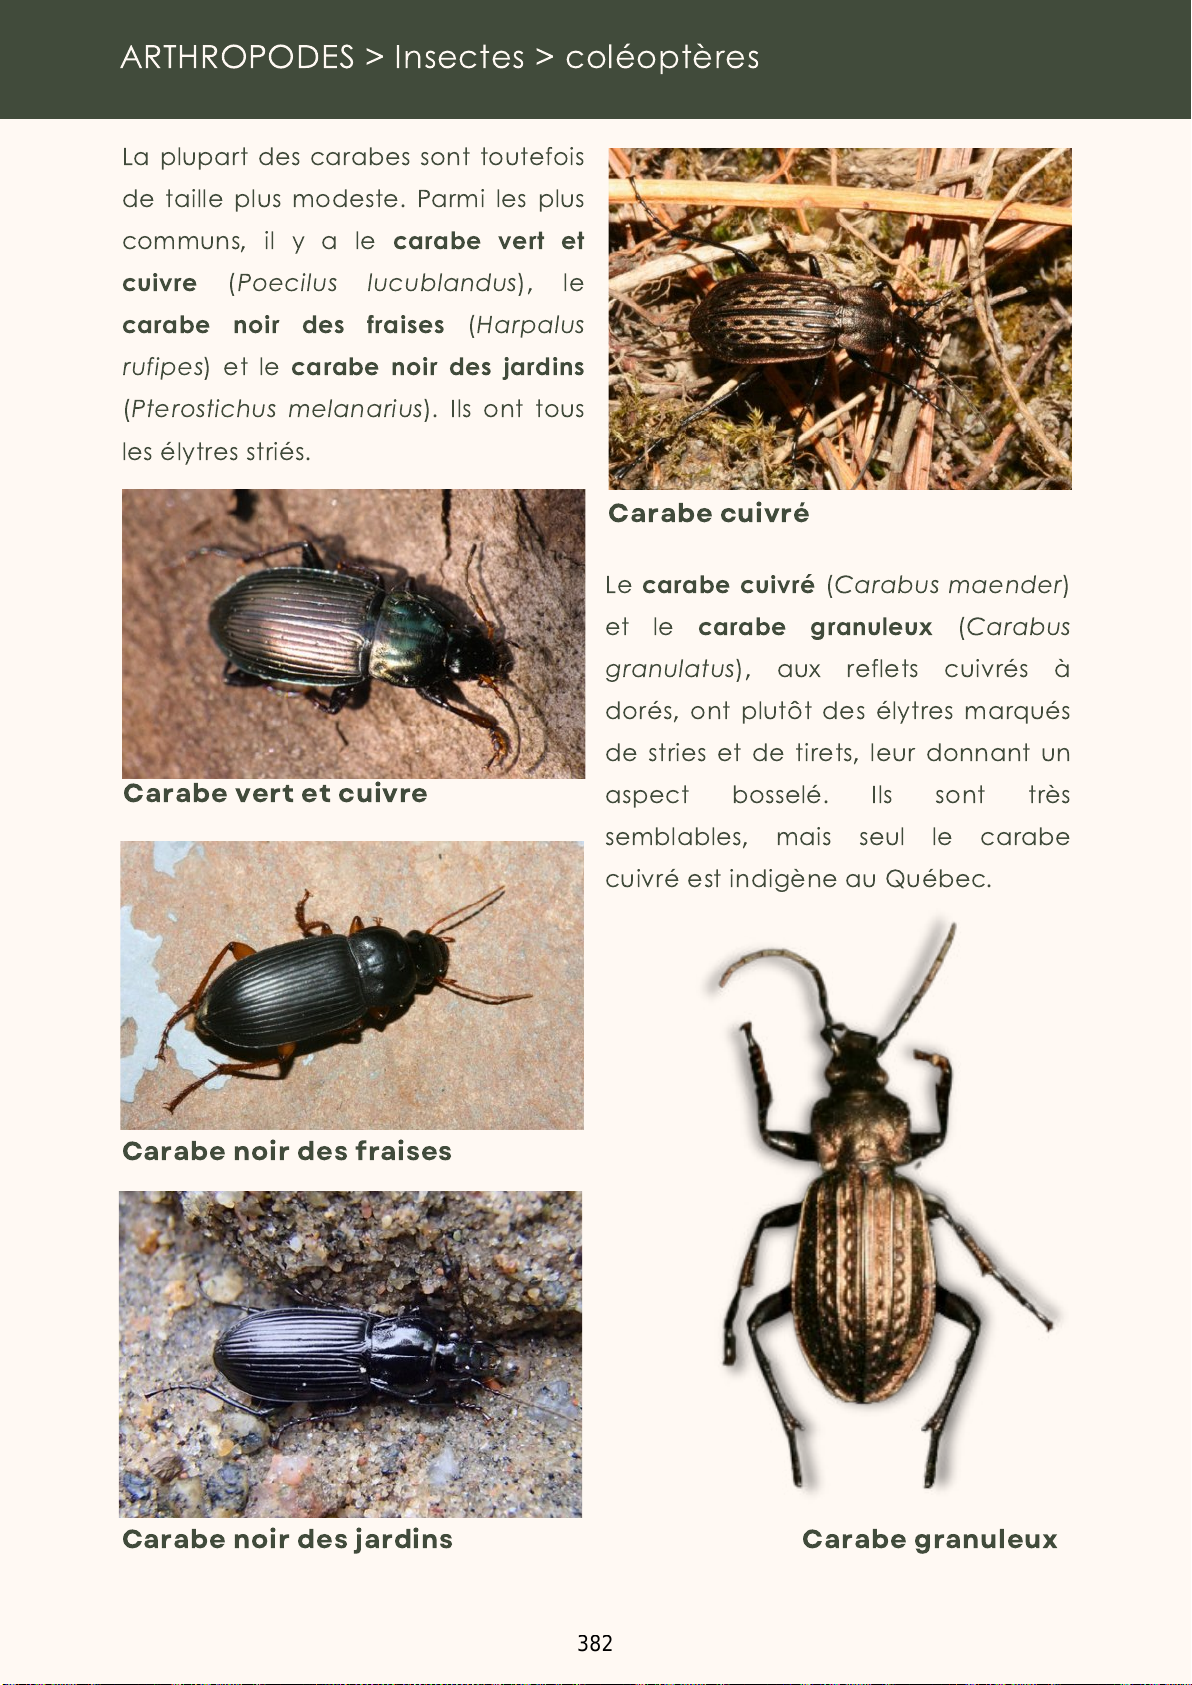 ARTHROPODES > Insectes > coléoptères
La plupart des carabes sont toutefois
de taille plus modeste. Parmi les plus
communs, il y a le carabe vert et
cuivre (Poecilus lucublandus), le
carabe noir des fraises (Harpalus
rufipes) et le carabe noir des jardins
(Pterostichus melanarius). Ils ont tous
les élytres striés.
Carabe vert et cuivre
Carabe noir des fraises
Carabe noir des jardins
Carabe cuivré
Le carabe cuivré (Carabus maender)
et le carabe granuleux (Carabus
granulatus), aux reflets cuivrés à
dorés, ont plutôt des élytres marqués
de stries et de tirets, leur donnant un
aspect bosselé. Ils sont très
semblables, mais seul le carabe
cuivré est indigène au Québec.
Carabe granuleux
382